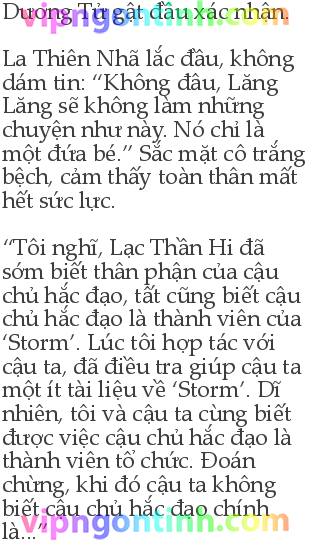 Dương Tử gật đầu xác nhận.
La Thiên Nhã lắc đầu, không
dám tin: “Không đâu, Lăng
Lăng sẽ không làm những
chuyện như này. Nó chỉ là
một đứa bé.” Sắc mặt cô trắng
bệch, cảm thấy toàn thân mất
hết sức lực.
“Tôi nghĩ, Lạc Thần Hi đã
sớm biết thân phận của cậu
chủ hắc đạo, tất cũng biết cậu
chủ hắc đạo là thành viên của
‘Storm’. Lúc tôi hợp tác với
cậu ta, đã điều tra giúp cậu ta
một ít tài liệu về ‘Storm’. Dĩ
nhiên, tôi và cậu ta cùng biết
được việc cậu chủ hắc đạo là
thành viên tổ chức. Đoán
chừng, khi đó cậu ta không
biết cậu chủ hắc đạo chính
là...”
vipngontinh.com
vipngontinh.com